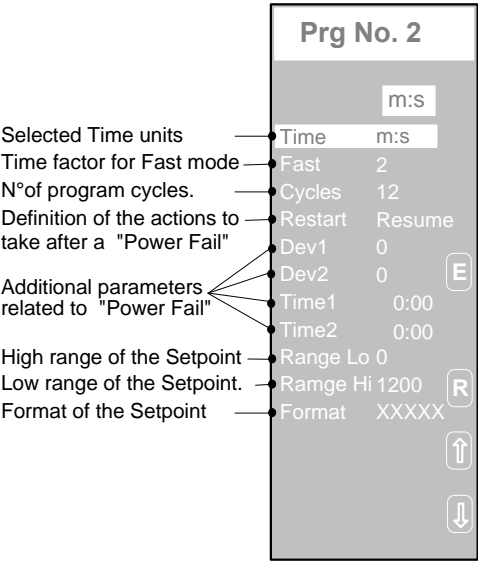 Prg No. 2
m:s
Selected Time units
Time m:s
Time factor for Fast mode
Fast 2
N°of program cycles.
Cycles 12
Definition of the actions to
take after a "Power Fail"
Restart Resume
Additional parameters
related to "Power Fail"
Dev1 0
Dev2 0
E
Time1 0:00
Time2 0:00
High range of the Setpoint
Range Lo 0
Low range of the Setpoint.
Ramge Hi 1200
R
Format of the Setpoint
Format XXXXX
⇧
⇩